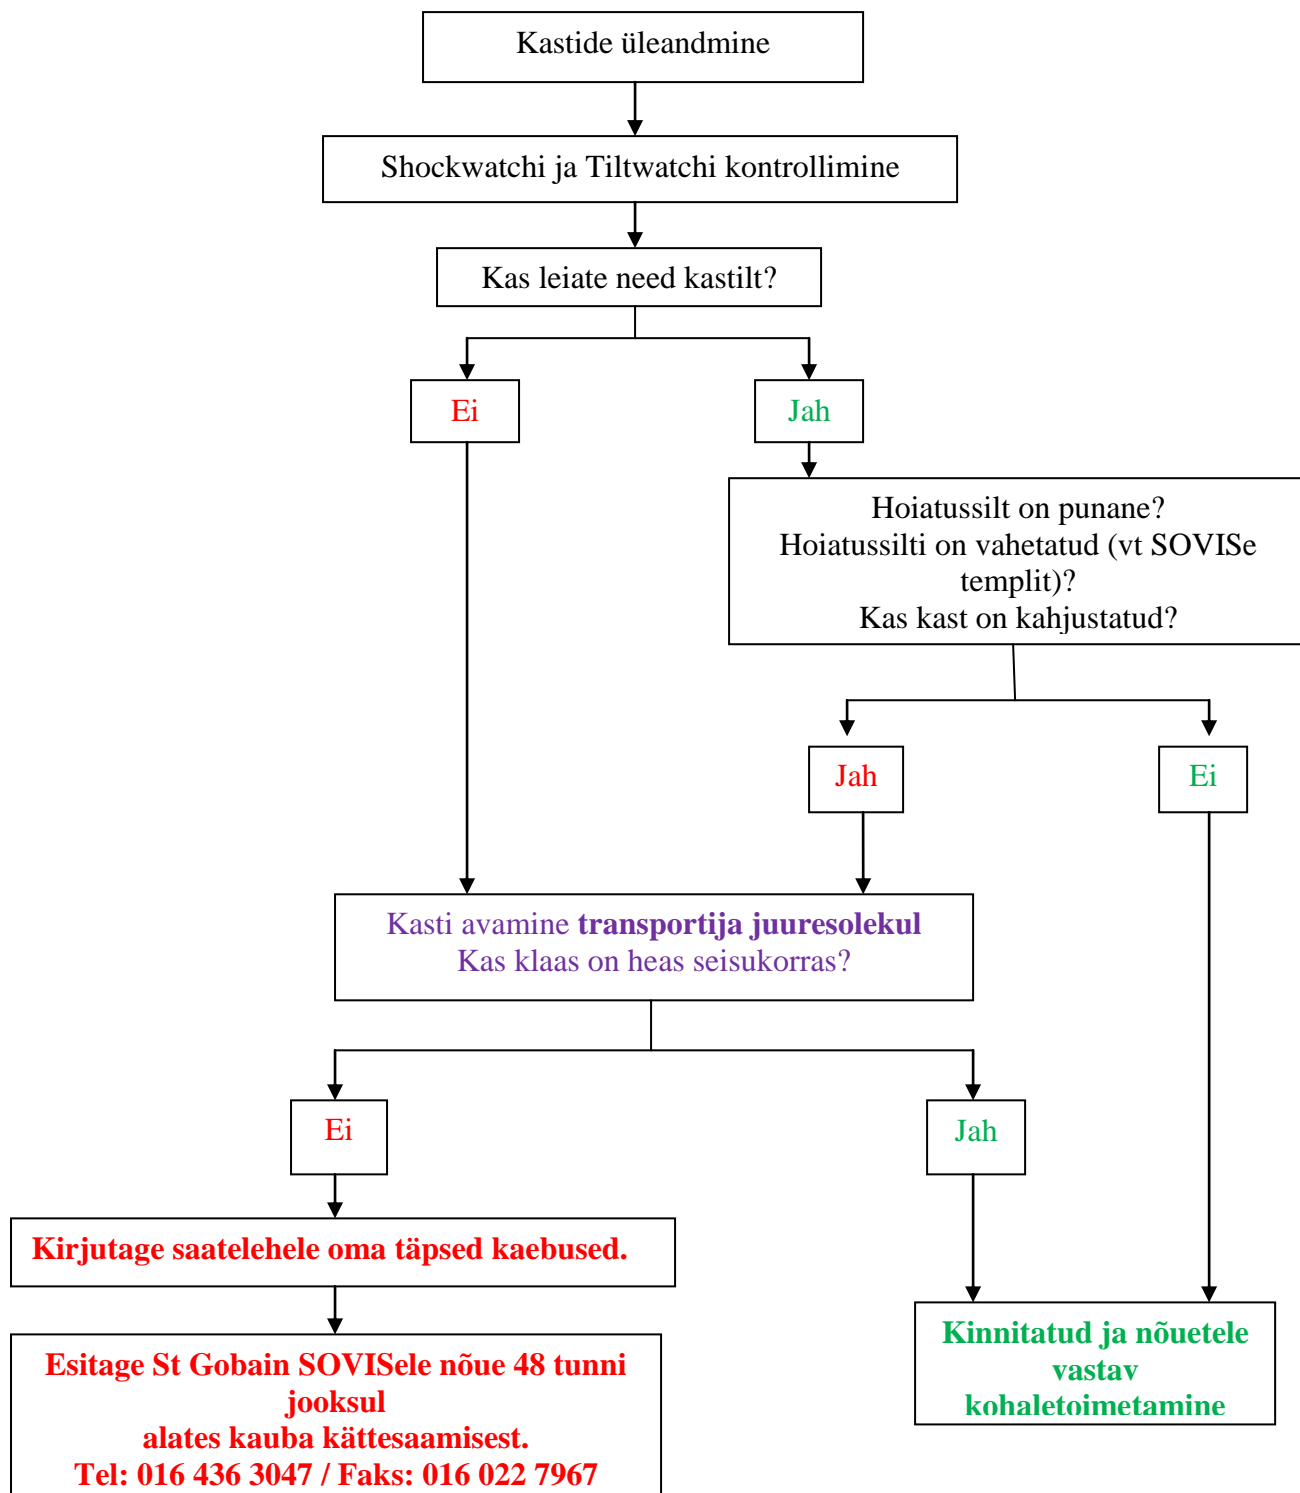 Kastide üleandmine
Shockwatchi ja Tiltwatchi kontrollimine
Kas leiate need kastilt?
Ei
Jah
Hoiatussilt on punane?
Hoiatussilti on vahetatud (vt SOVISe
templit)?
Kas kast on kahjustatud?
Jah
Ei
Kasti avamine transportija juuresolekul
Kas klaas on heas seisukorras?
Ei
Jah
Kirjutage saatelehele oma täpsed kaebused.
Kinnitatud ja nõuetele
vastav
kohaletoimetamine
Esitage St Gobain SOVISele nõue 48 tunni
jooksul
alates kauba kättesaamisest.
Tel: 016 436 3047 / Faks: 016 022 7967